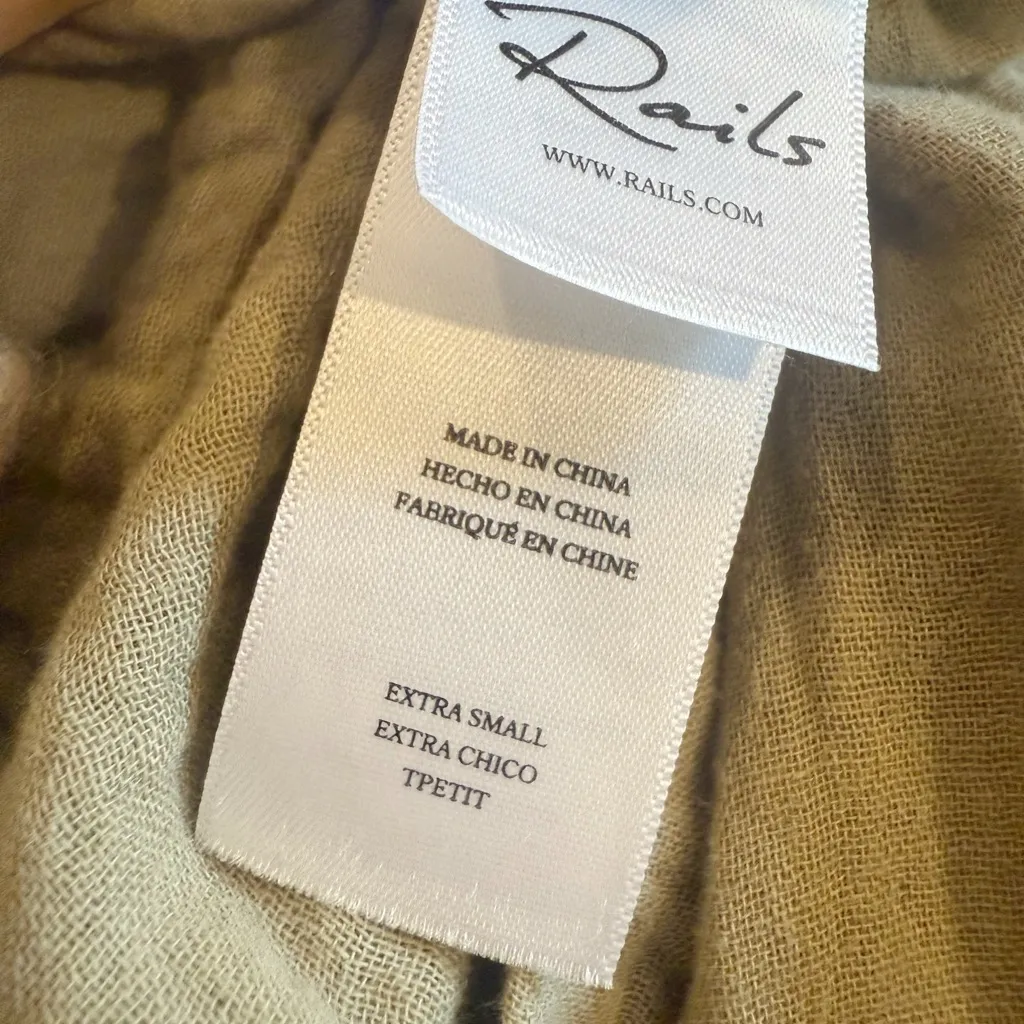 Rails
WWW.RAILS.COM
MADE IN CHINA
HECHO EN CHINA
FABRIQUÉ EN CHINE
EXTRA SMALL
EXTRA CHICO
TPETIT